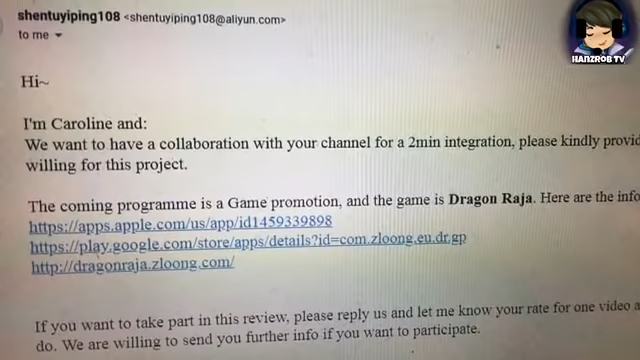 shentuyiping108 <shentuyiping108@aliyun.com>
to me
HANZROB TV
Hi~
I'm Caroline and:
We want to have a collaboration with your channel for a 2min integration, please kindly provid
willing for this project.
The coming programme is a Game promotion, and the game is Dragon Raja. Here are the info
https://apps.apple.com/us/app/id1459339898
https://play.google.com/store/apps/details?id=com.zloong.eu.dr.gp
http://dragonraja.zloong.com/
If you want to take part in this review, please reply us and let me know your rate for one video a
do. We are willing to send you further info if you want to participate.